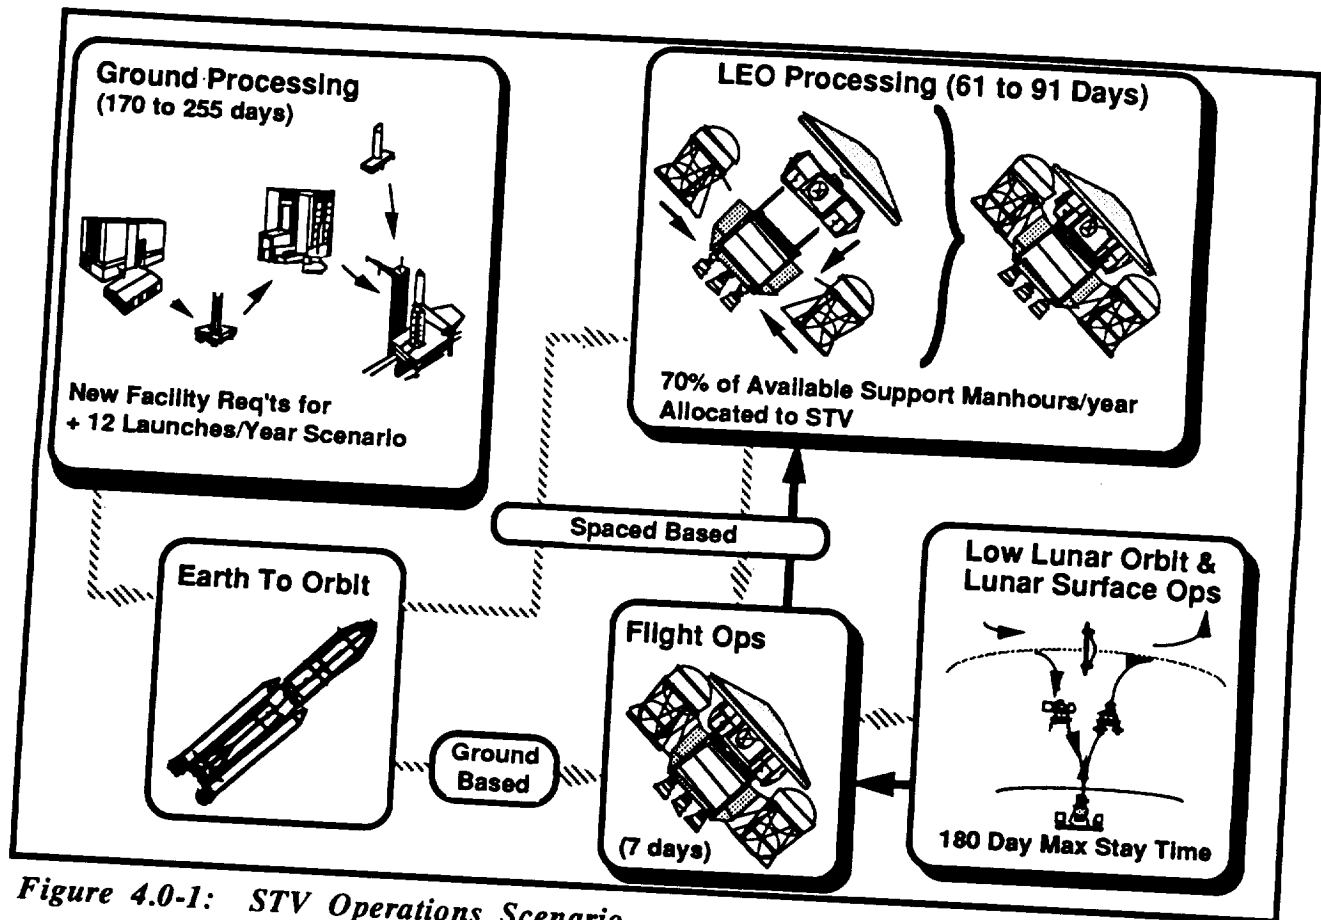 Ground Processing
(170 to 255 days)
New Facility Req'ts for
+ 12 Launches/Year Scenario
LEO Processing (61 to 91 Days)
70% of Available Support Manhours/year
Allocated to STV
Spaced Based
Earth To Orbit
Ground
Based
Flight Ops
(7 days)
Low Lunar Orbit &
Lunar Surface Ops
180 Day Max Stay Time
Figure 4.0-1: STV Operations Scenario